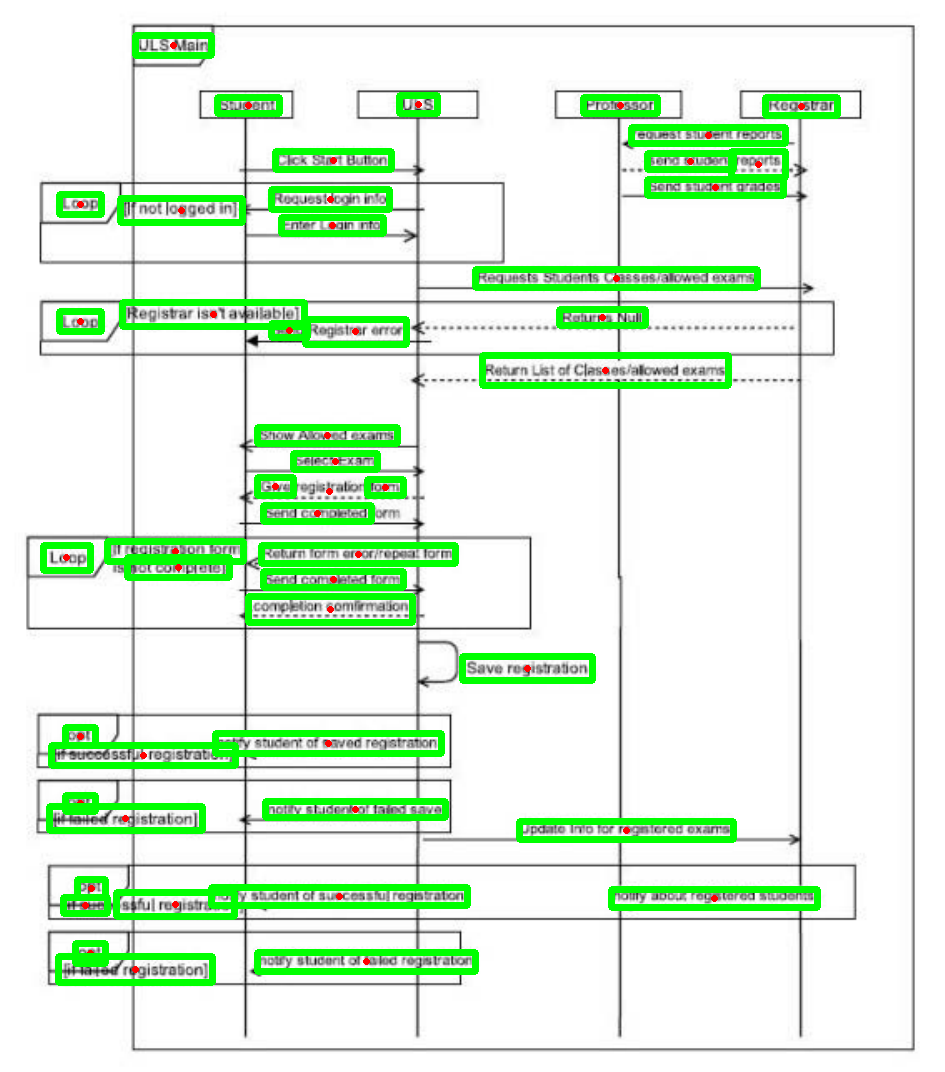 ULS Main
Student ULS Professor Registrar
request student reports
Click Start Button
Send student reports
Send student grades
Loop
[If not logged in]
Request login info
Enter Login info
Requests Students Classes/allowed exams
Loop
[Registrar isn't available]
Returns Null
Registrar error
Return List of Classes/allowed exams
Show Allowed exams
Select Exam
Give registration form
Send completed form
Loop
[If registration form
is not complete]
Return form error/repeat form
Send completed form
completion comfirmation
Save registration
opt
[if successful registration]
notify student of saved registration
opt
[if failed registration]
notify student of failed save
update info for registered exams
opt
[if successful registration]
notify student of successful registration
notify about registered students
opt
[if failed registration]
notify student of failed registration